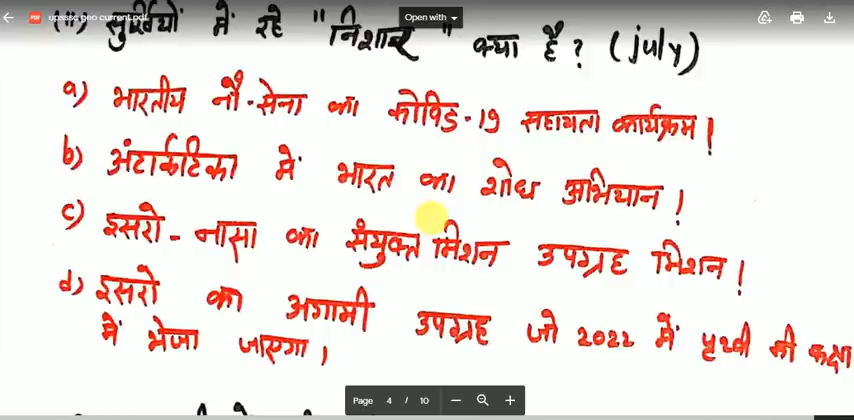 upsssc geo current.pdf
Open with
(ii) सुर्खियों में रहे "निशार" क्या है? (july)
a) भारतीय नौ-सेना का कोविड-19 सहायता कार्यक्रम।
b) अंटार्कटिका में भारत का शोध अभियान।
c) इसरो-नासा का संयुक्त मिशन उपग्रह मिशन।
d) इसरो का अगामी उपग्रह जो 2022 में पृथ्वी की कक्षा
में भेजा जाएगा।
Page 4 / 10